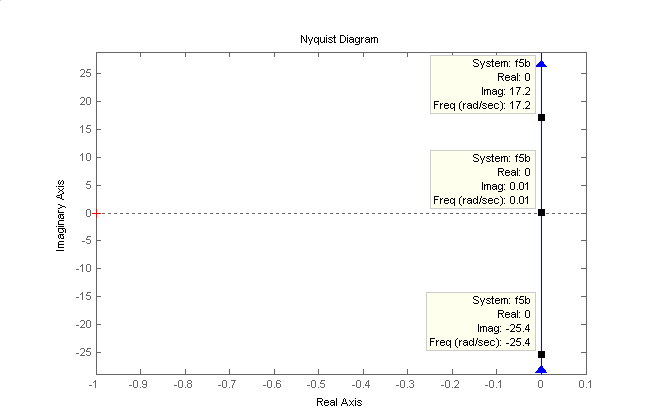 Nyquist Diagram
System: f5b
Real: 0
Imag: 17.2
Freq (rad/sec): 17.2
System: f5b
Real: 0
Imag: 0.01
Freq (rad/sec): 0.01
System: f5b
Real: 0
Imag: -25.4
Freq (rad/sec): -25.4
25
20
15
10
5
0
-5
-10
-15
-20
-25
Imaginary Axis
-1 -0.9 -0.8 -0.7 -0.6 -0.5 -0.4 -0.3 -0.2 -0.1 0 0.1
Real Axis